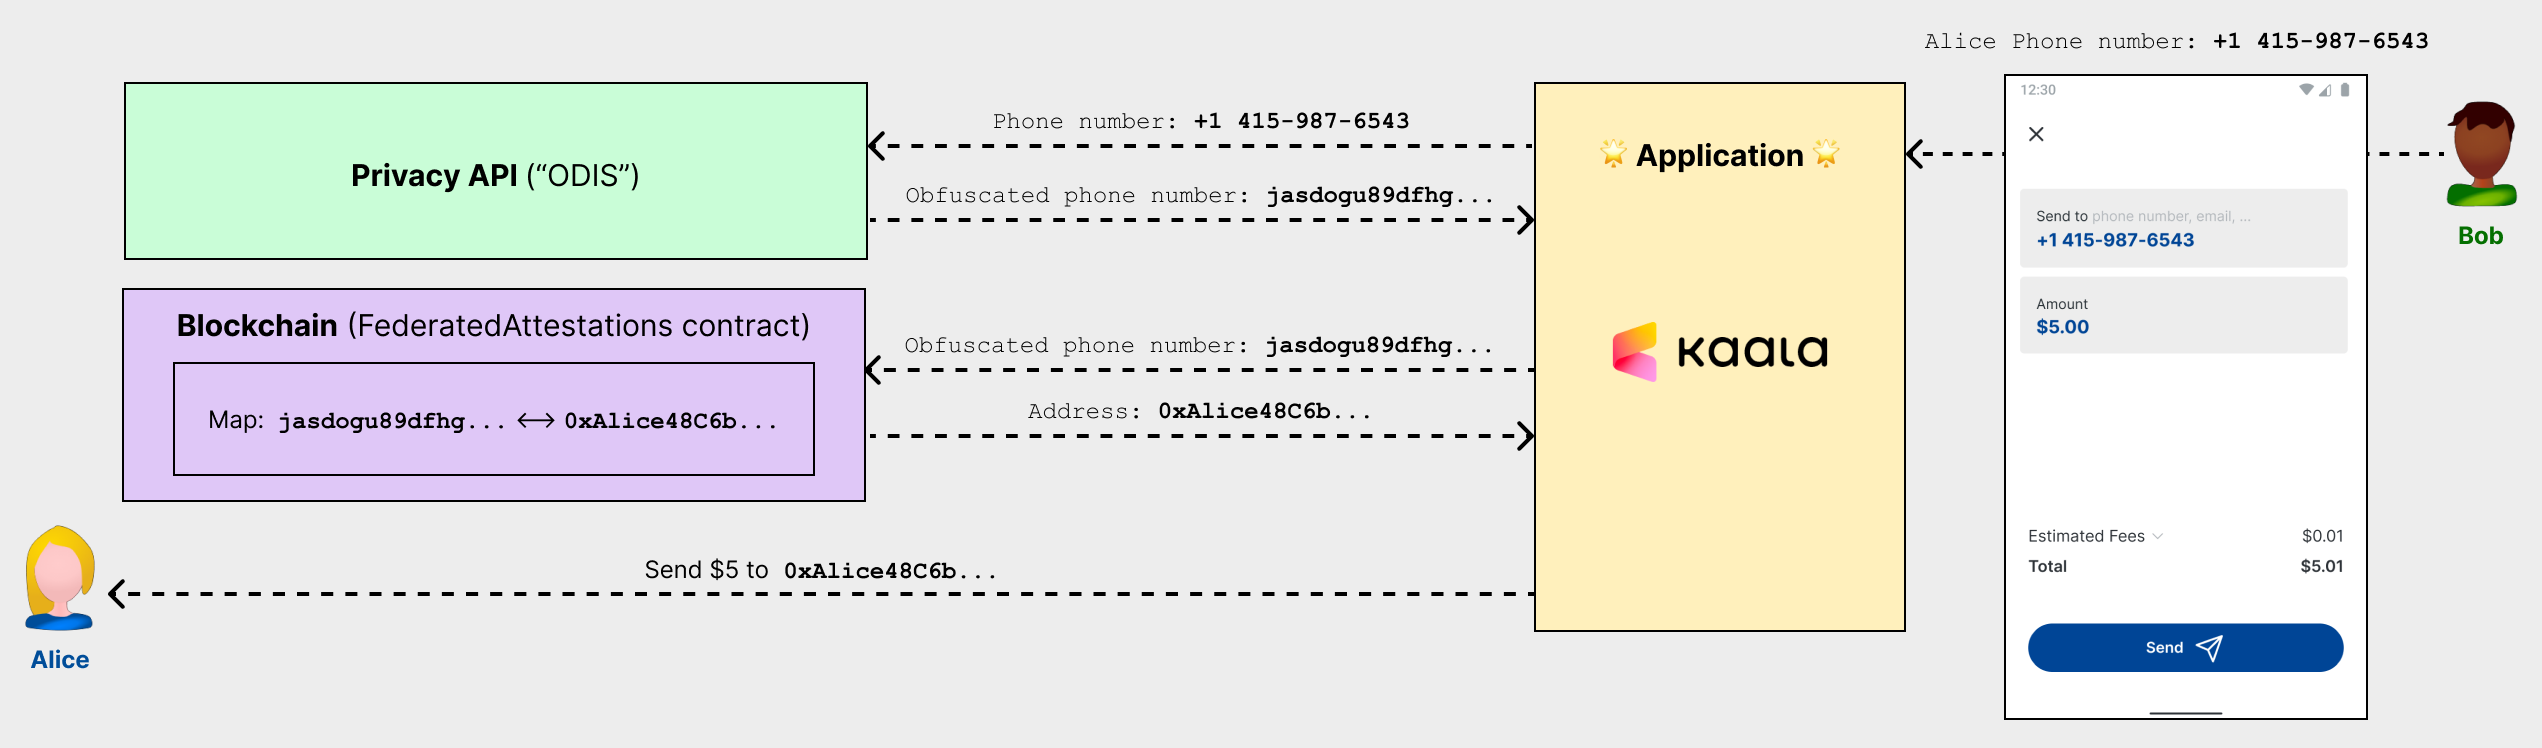 Alice Phone number: +1 415-987-6543
Privacy API (“ODIS”)
Phone number: +1 415-987-6543
Obfuscated phone number: jasdogu89dfhg...
Blockchain (FederatedAttestations contract)
Map: jasdogu89dfhg... <--> 0xAlice48C6b...
Obfuscated phone number: jasdogu89dfhg...
Address: 0xAlice48C6b...
Send $5 to 0xAlice48C6b...
Alice
🌟 Application 🌟
kaala
12:30
Send to phone number, email, ...
+1 415-987-6543
Amount
$5.00
Estimated Fees $0.01
Total $5.01
Send
Bob